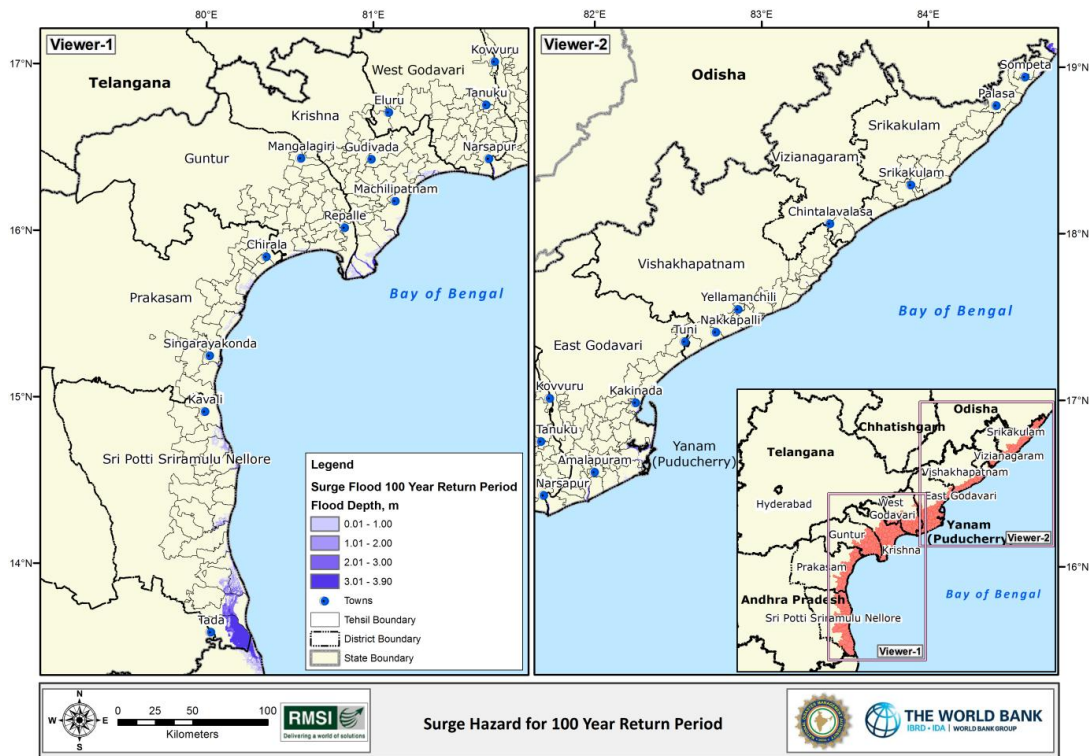 80°E
81°E
82°E
83°E
84°E
Viewer-1
Kovvuru
17°N
Telangana
West Godavari
Tanuku
Eluru
Krishna
Mangalagiri
Gudivada
Narsapur
Guntur
Machilipatnam
Repalle
16°N
Chirala
Bay of Bengal
Prakasam
Singarayakonda
15°N
Kavali
Sri Potti Sriramulu Nellore
14°N
Tada
Legend
Surge Flood 100 Year Return Period
Flood Depth, m
0.01 - 1.00
1.01 - 2.00
2.01 - 3.00
3.01 - 3.90
Towns
Tehsil Boundary
District Boundary
State Boundary
Viewer-2
Odisha
Sompeta
19°N
Palasa
Srikakulam
Vizianagaram
Srikakulam
Chintalavalasa
18°N
Vishakhapatnam
Yellamanchili
Nakkapalli
Bay of Bengal
Tuni
East Godavari
Kovvuru
Kakinada
17°N
Tanuku
Yanam
(Puducherry)
Amalapuram
Narsapur
Odisha
Chhatishgarh
Srikakulam
Telangana
Vizianagaram
Vishakhapatnam
Hyderabad
West
Godavari
East Godavari
Yanam
(Puducherry)
Viewer-2
Guntur
Krishna
16°N
Prakasam
Andhra Pradesh
Bay of Bengal
Sri Potti Sriramulu Nellore
Viewer-1
N
W
E
S
0 25 50 100
Kilometers
RMSI
Delivering a world of solutions
Surge Hazard for 100 Year Return Period
THE WORLD BANK
IBRD • IDA | WORLD BANK GROUP